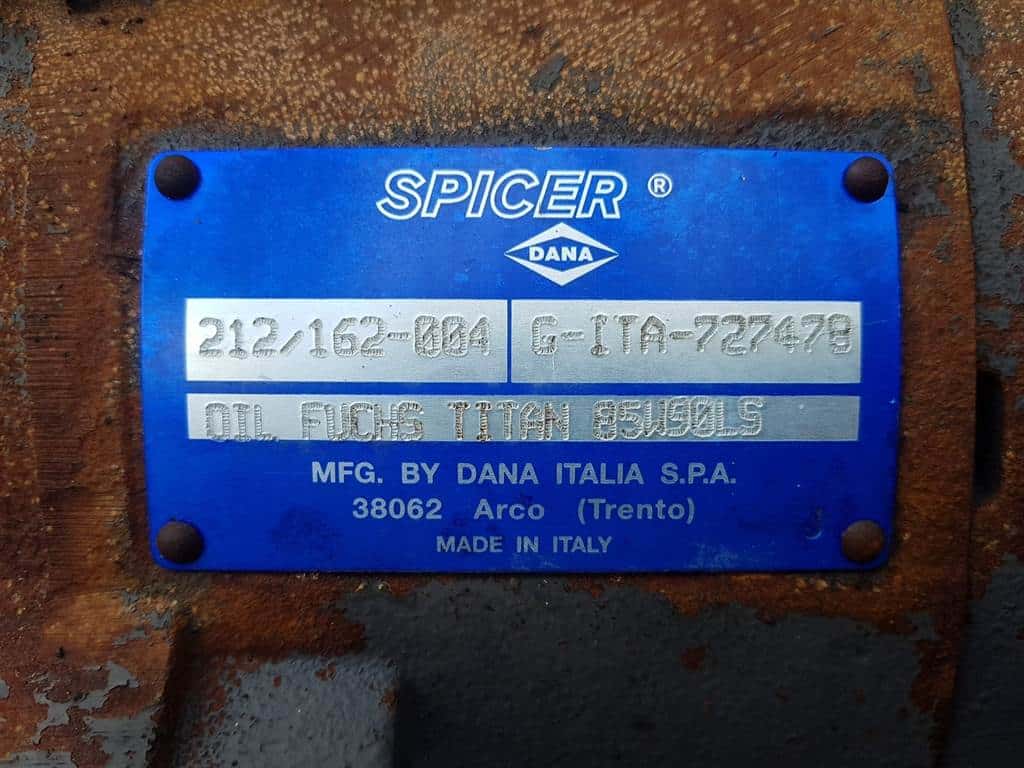 SPICER ®
DANA
212/162-004 G-ITA-727478
OIL FUCHS TITAN 85W90LS
MFG. BY DANA ITALIA S.P.A.
38062 Arco (Trento)
MADE IN ITALY